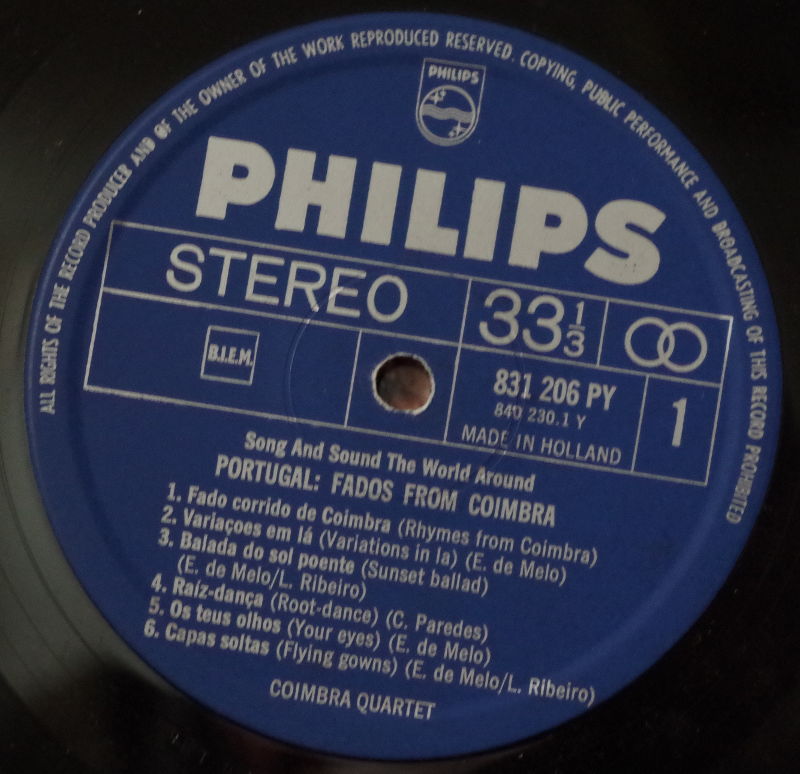 ALL RIGHTS OF THE RECORD PRODUCER AND OF THE OWNER OF THE WORK REPRODUCED RESERVED. COPYING, PUBLIC PERFORMANCE AND BROADCASTING OF THIS RECORD PROHIBITED
PHILIPS
PHILIPS
STEREO
33 1/3
B.I.E.M.
831 206 PY
840 230.1 Y
MADE IN HOLLAND
1
Song And Sound The World Around
PORTUGAL: FADOS FROM COIMBRA
1. Fado corrido de Coimbra (Rhymes from Coimbra)
2. Variaçoes em lá (Variations in la) (E. de Melo)
3. Balada do sol poente (Sunset ballad)
(E. de Melo/L. Ribeiro)
4. Raíz-dança (Root-dance) (C. Paredes)
5. Os teus olhos (Your eyes) (E. de Melo)
6. Capas soltas (Flying gowns) (E. de Melo/L. Ribeiro)
COIMBRA QUARTET